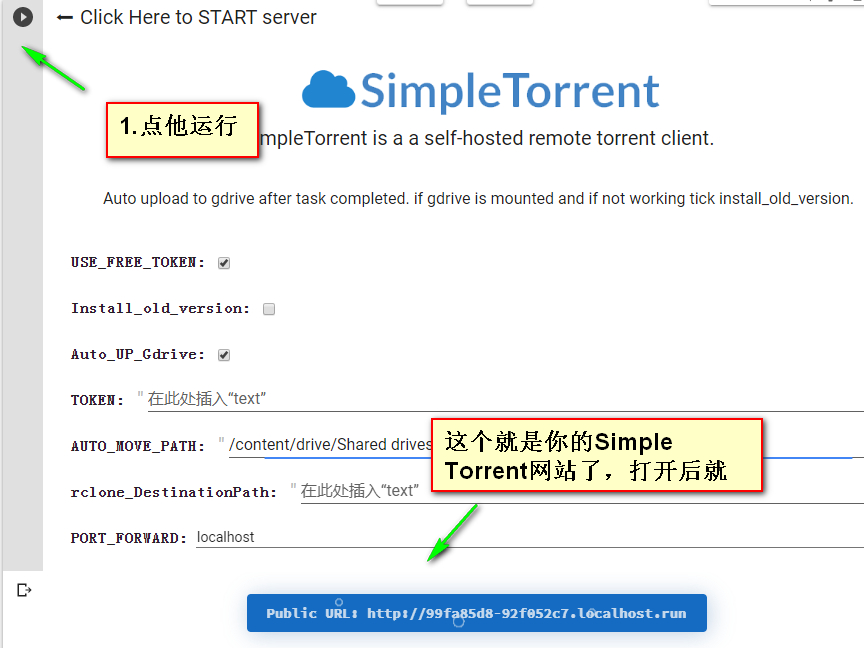 Click Here to START server
SimpleTorrent
1.点他运行
mpleTorrent is a a self-hosted remote torrent client.
Auto upload to gdrive after task completed. if gdrive is mounted and if not working tick install_old_version.
USE_FREE_TOKEN:
Install_old_version:
Auto_UP_Gdrive:
TOKEN: "在此处插入“text”
AUTO_MOVE_PATH: "/content/drive/Shared drives
这个就是你的Simple
Torrent网站了，打开后就
rclone_DestinationPath: "在此处插入“text”
PORT_FORWARD: localhost
Public URL: http://99fa85d8-92f052c7.localhost.run